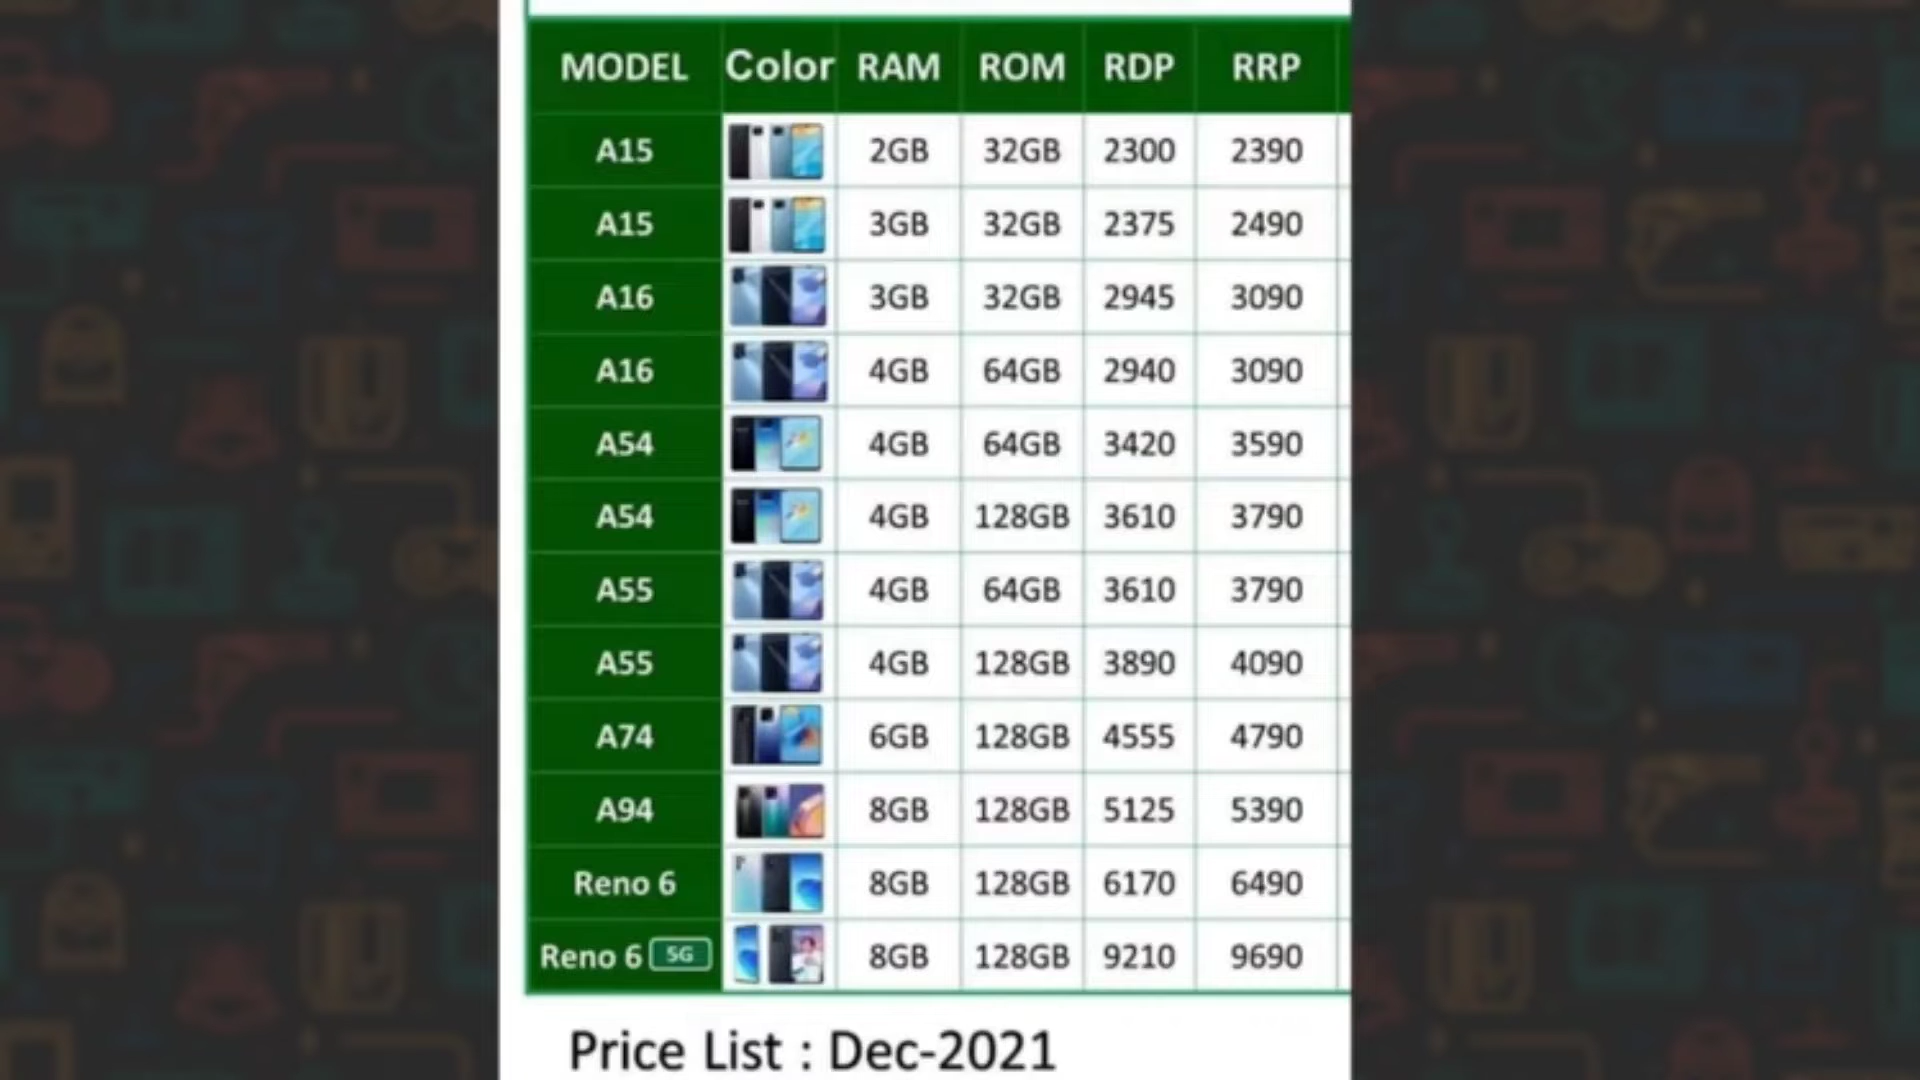 MODEL Color RAM ROM RDP RRP
A15 2GB 32GB 2300 2390
A15 3GB 32GB 2375 2490
A16 3GB 32GB 2945 3090
A16 4GB 64GB 2940 3090
A54 4GB 64GB 3420 3590
A54 4GB 128GB 3610 3790
A55 4GB 64GB 3610 3790
A55 4GB 128GB 3890 4090
A74 6GB 128GB 4555 4790
A94 8GB 128GB 5125 5390
Reno 6 8GB 128GB 6170 6490
Reno 6 5G 8GB 128GB 9210 9690
Price List : Dec-2021